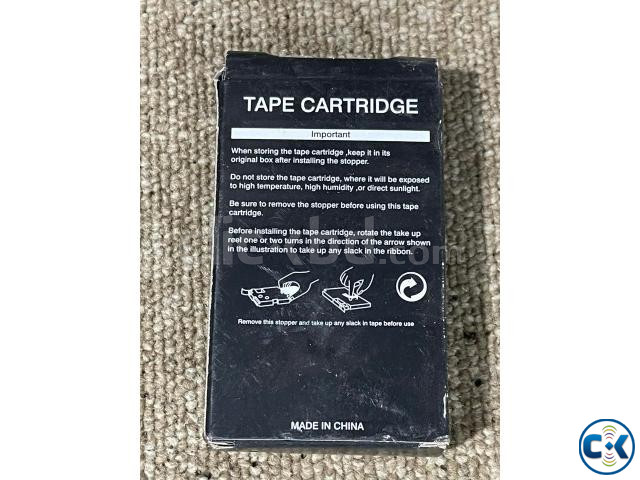 TAPE CARTRIDGE
Important
When storing the tape cartridge ,keep it in its
original box after installing the stopper.
Do not store the tape cartridge, where it will be exposed
to high temperature, high humidity ,or direct sunlight.
Be sure to remove the stopper before using this tape
cartridge.
Before installing the tape cartridge, rotate the take up
reel one or two turns in the direction of the arrow shown
in the illustration to take up any slack in the ribbon.
Remove this stopper and take up any slack in tape before use
MADE IN CHINA